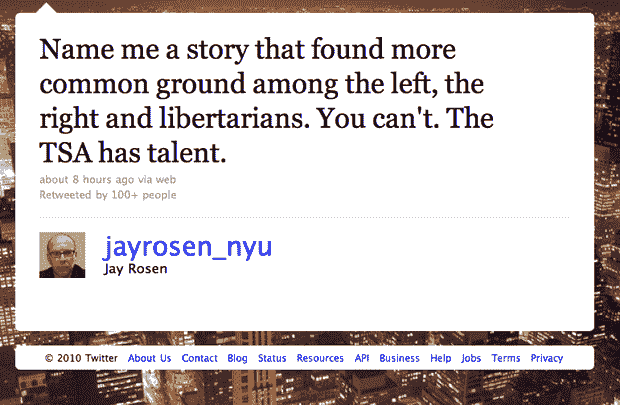 Name me a story that found more
common ground among the left, the
right and libertarians. You can't. The
TSA has talent.
about 8 hours ago via web
Retweeted by 100+ people
jayrosen_nyu
Jay Rosen
© 2010 Twitter About Us Contact Blog Status Resources API Business Help Jobs Terms Privacy